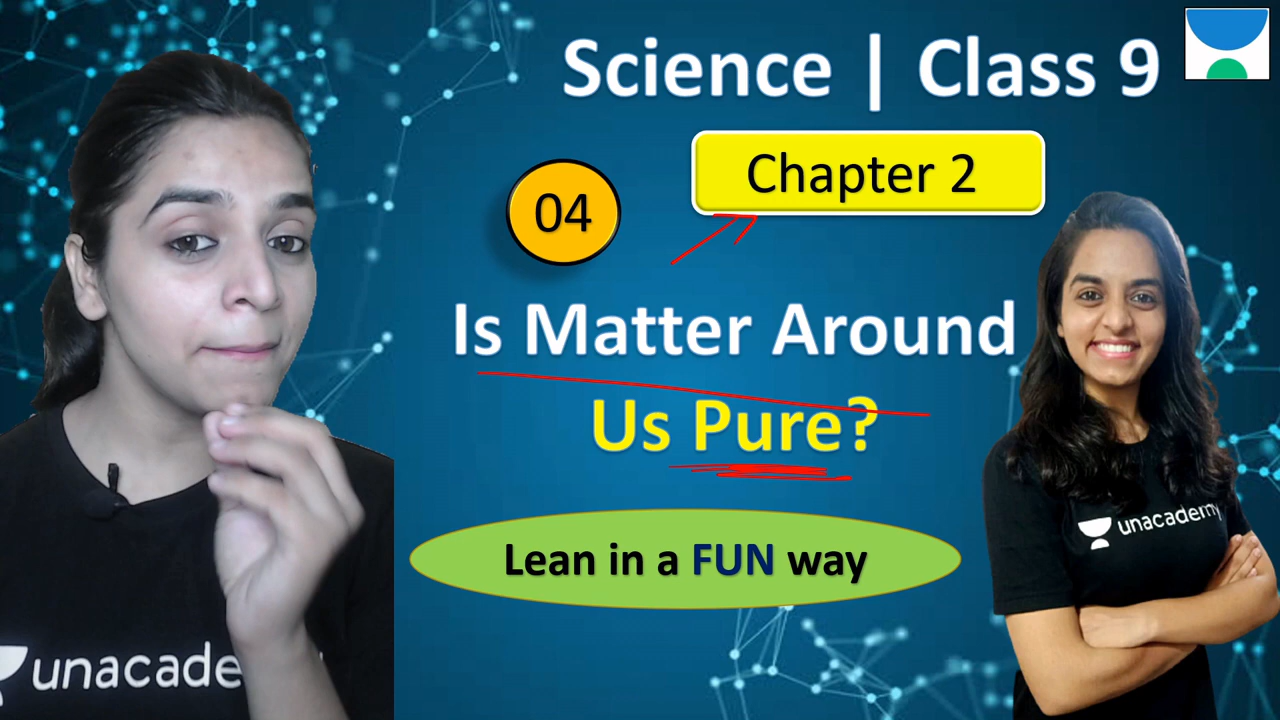 Science | Class 9
Chapter 2
04
Is Matter Around
Us Pure?
Lean in a FUN way
unacademy
unacade